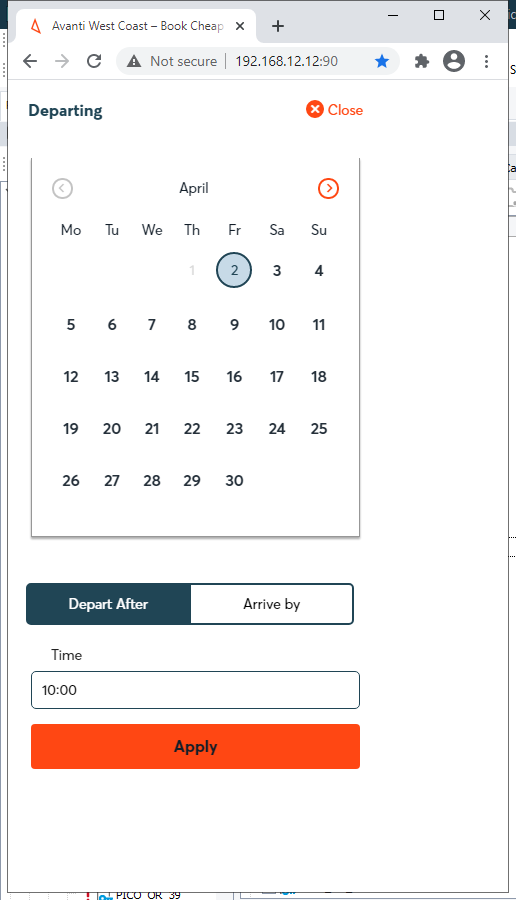 Avanti West Coast – Book Cheap
Not secure | 192.168.12.12:90
Departing
Close
April
Mo Tu We Th Fr Sa Su
1 2 3 4
5 6 7 8 9 10 11
12 13 14 15 16 17 18
19 20 21 22 23 24 25
26 27 28 29 30
Depart After Arrive by
Time
10:00
Apply
PICO_OR_39